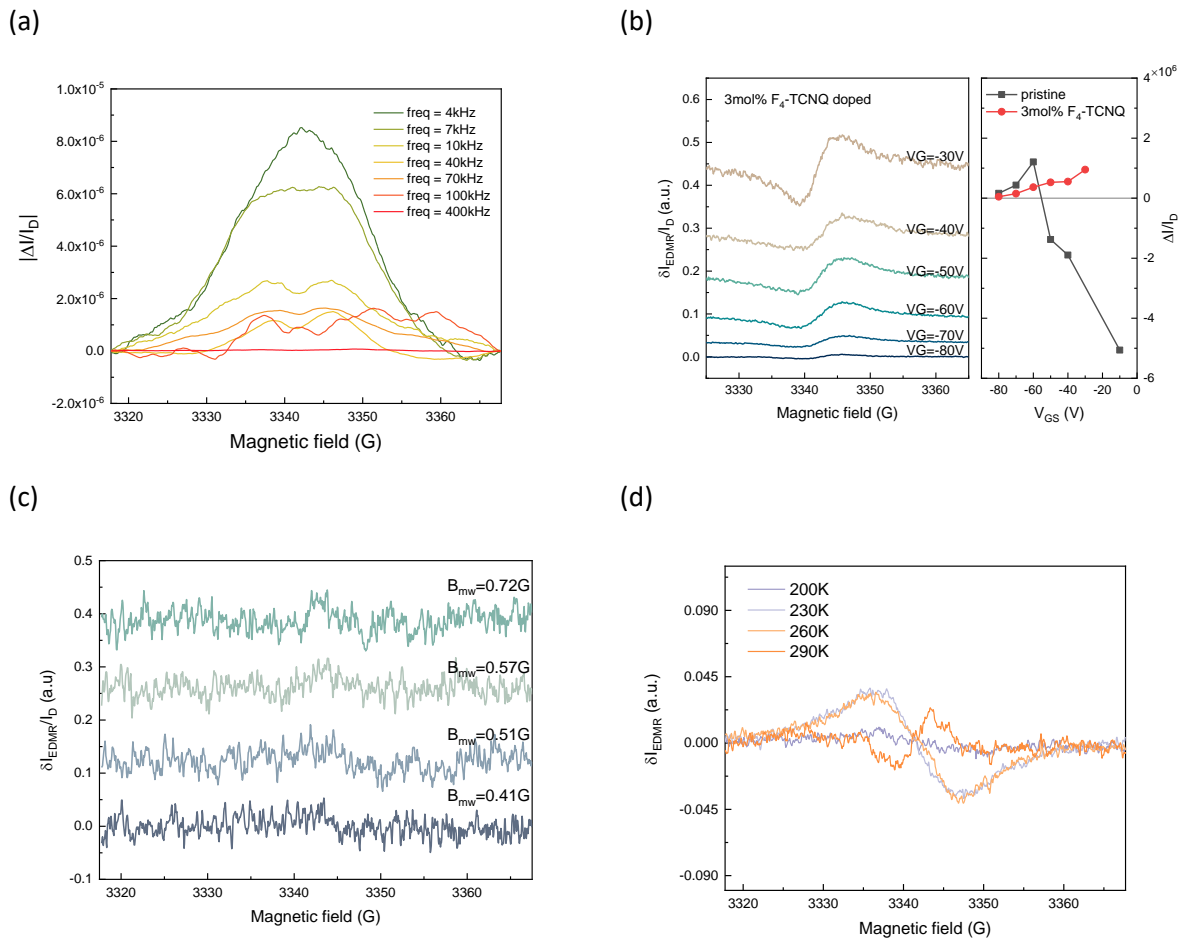 (a)
1.0x10⁻⁵
8.0x10⁻⁶
6.0x10⁻⁶
4.0x10⁻⁶
2.0x10⁻⁶
0.0
-2.0x10⁻⁶
|ΔI/I_D|
freq = 4kHz
freq = 7kHz
freq = 10kHz
freq = 40kHz
freq = 70kHz
freq = 100kHz
freq = 400kHz
3320 3330 3340 3350 3360
Magnetic field (G)
(b)
0.6
0.5
0.4
0.3
0.2
0.1
0.0
δI_EDMR/I_D (a.u.)
3mol% F₄-TCNQ doped
VG=-30V
VG=-40V
VG=-50V
VG=-60V
VG=-70V
VG=-80V
3330 3340 3350 3360
Magnetic field (G)
pristine
3mol% F₄-TCNQ
4×10⁶
2
0
-2
-4
-6
ΔI/I_D
-80 -60 -40 -20 0
V_GS (V)
(c)
0.5
0.4
0.3
0.2
0.1
0.0
-0.1
δI_EDMR/I_D (a.u)
B_mw=0.72G
B_mw=0.57G
B_mw=0.51G
B_mw=0.41G
3320 3330 3340 3350 3360
Magnetic field (G)
(d)
0.090
0.045
0.000
-0.045
-0.090
δI_EDMR (a.u.)
200K
230K
260K
290K
3320 3330 3340 3350 3360
Magnetic field (G)